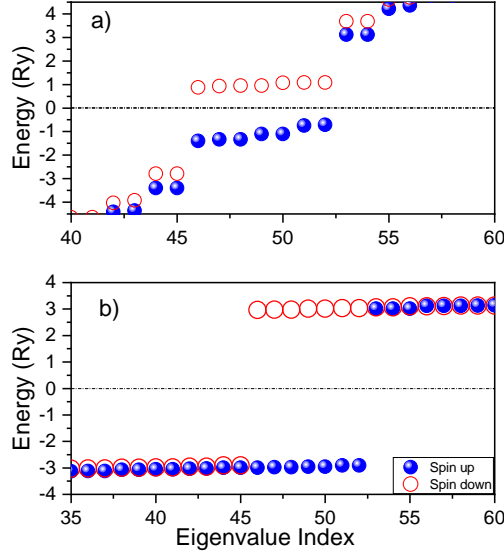 a)
Energy (Ry)
4
3
2
1
0
-1
-2
-3
-4
40 45 50 55 60
b)
Energy (Ry)
4
3
2
1
0
-1
-2
-3
-4
35 40 45 50 55 60
Eigenvalue Index
Spin up
Spin down